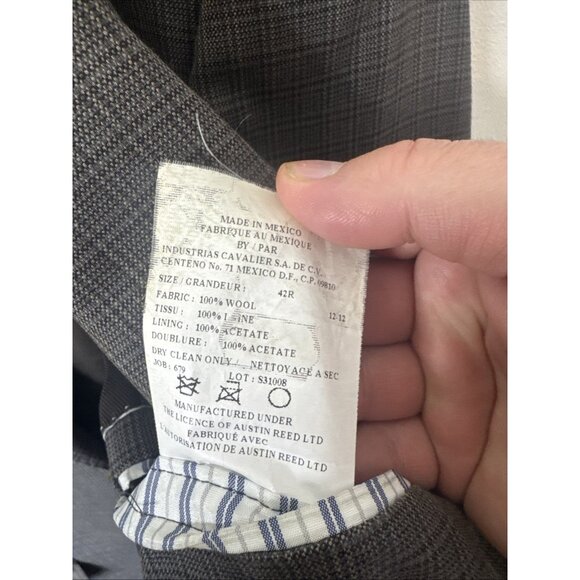 MADE IN MEXICO
FABRIQUE AU MEXIQUE
BY / PAR
INDUSTRIAS CAVALIER S.A. DE C.V.
CENTENO No. 71 MEXICO D.F., C.P. 09810
SIZE / GRANDEUR : 42R
FABRIC : 100% WOOL 12 12
TISSU : 100%
LINING : 100% ACETATE
DOUBLURE : 100% ACETATE
DRY CLEAN ONLY / NETTOYAGE A SEC
JOB : 679 LOT : S31008
MANUFACTURED UNDER
THE LICENCE OF AUSTIN REED LTD
FABRIQUÉ AVEC
L'AUTORISATION DE AUSTIN REED LTD